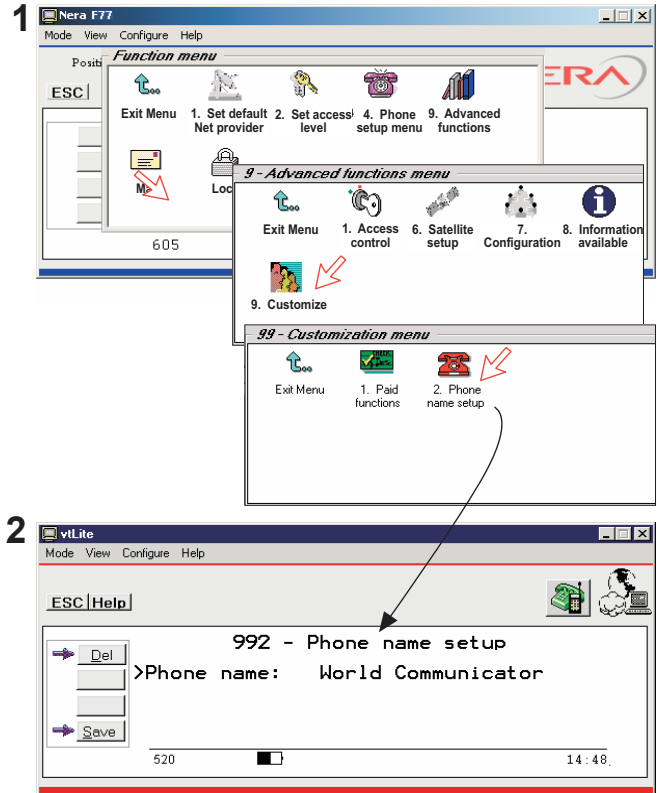 1
Nera F77
Mode View Configure Help
Positi
ESC
ERA
Function menu
Exit Menu
1. Set default
Net provider
2. Set access
level
4. Phone
setup menu
9. Advanced
functions
Loc
605
9 - Advanced functions menu
Exit Menu
1. Access
control
6. Satellite
setup
7.
Configuration
8. Information
available
9. Customize
99 - Customization menu
Exit Menu
1. Paid
functions
2. Phone
name setup
2
vtLite
Mode View Configure Help
ESC Help
992 - Phone name setup
Del
>Phone name: World Communicator
Save
520
14:48